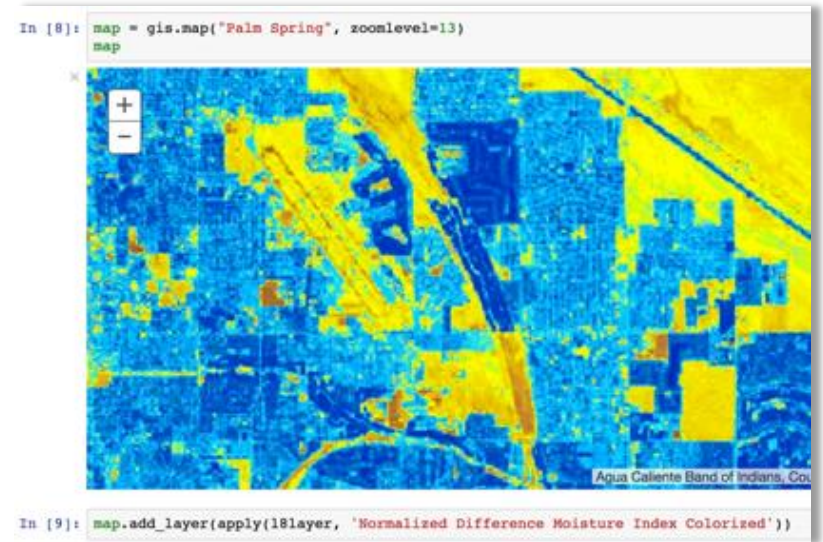 In [8]: map = gis.map("Palm Spring", zoomlevel=13)
map
+
−
Agua Caliente Band of Indians, Cou
In [9]: map.add_layer(apply(l8layer, 'Normalized Difference Moisture Index Colorized'))